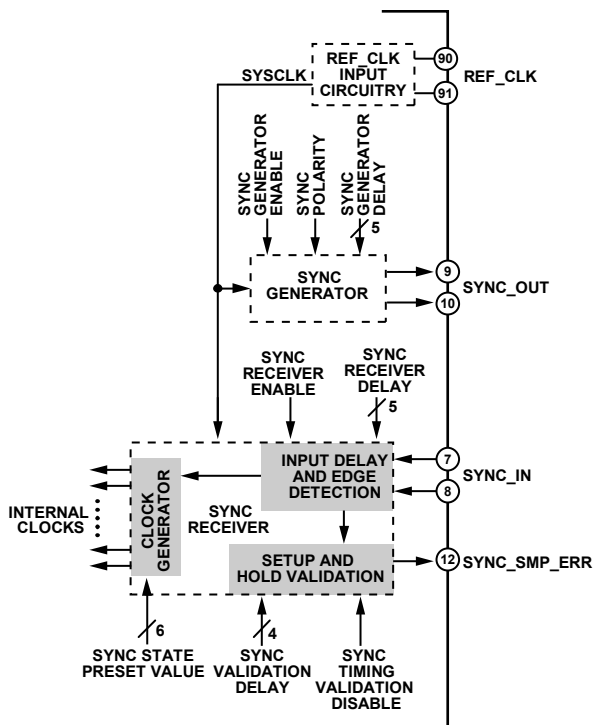 REF_CLK
INPUT
CIRCUITRY
90
91
REF_CLK
SYSCLK
SYNC
GENERATOR
ENABLE
SYNC
POLARITY
SYNC
GENERATOR
DELAY
5
SYNC
GENERATOR
9
10
SYNC_OUT
SYNC
RECEIVER
ENABLE
SYNC
RECEIVER
DELAY
5
INPUT DELAY
AND EDGE
DETECTION
7
8
SYNC_IN
CLOCK
GENERATOR
SYNC
RECEIVER
INTERNAL
CLOCKS
SETUP AND
HOLD VALIDATION
12
SYNC_SMP_ERR
6
SYNC STATE
PRESET VALUE
4
SYNC
VALIDATION
DELAY
SYNC
TIMING
VALIDATION
DISABLE